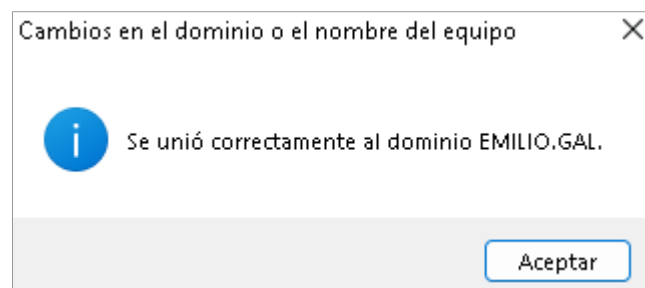 Cambios en el dominio o el nombre del equipo
Se unió correctamente al dominio EMILIO.GAL.
Aceptar